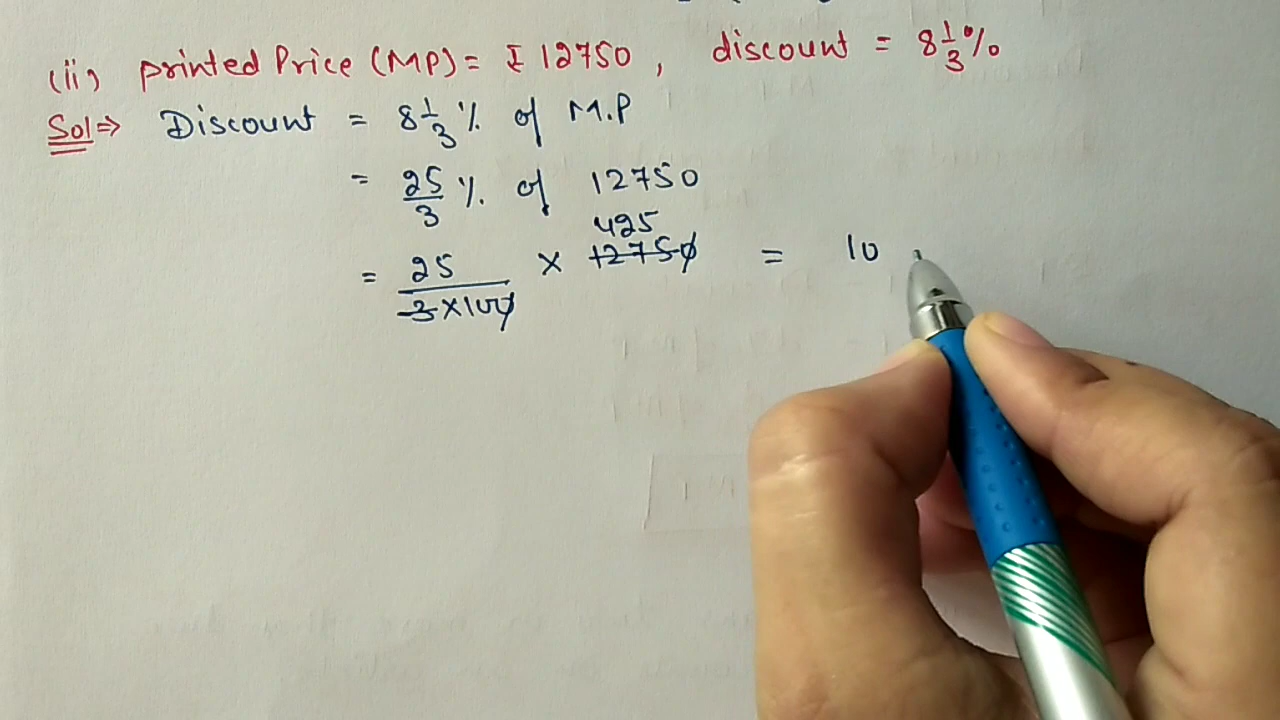 (ii) printed Price (MP) = ₹ 12750, discount = 8 1/3 %
Sol⇒ Discount = 8 1/3 % of M.P
= 25/3 % of 12750
425
= 25/(3×100) × 12750 = 10